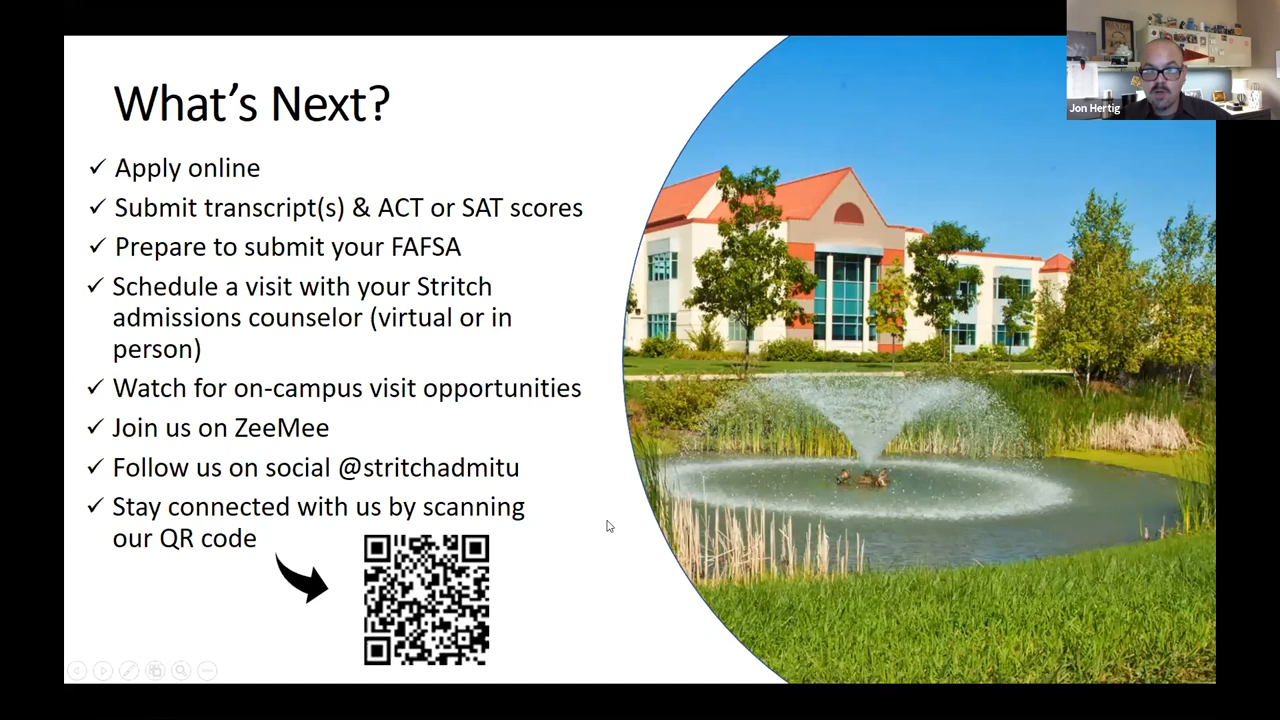 What's Next?
✓ Apply online
✓ Submit transcript(s) & ACT or SAT scores
✓ Prepare to submit your FAFSA
✓ Schedule a visit with your Stritch
admissions counselor (virtual or in
person)
✓ Watch for on-campus visit opportunities
✓ Join us on ZeeMee
✓ Follow us on social @stritchadmitu
✓ Stay connected with us by scanning
our QR code
Jon Hertig